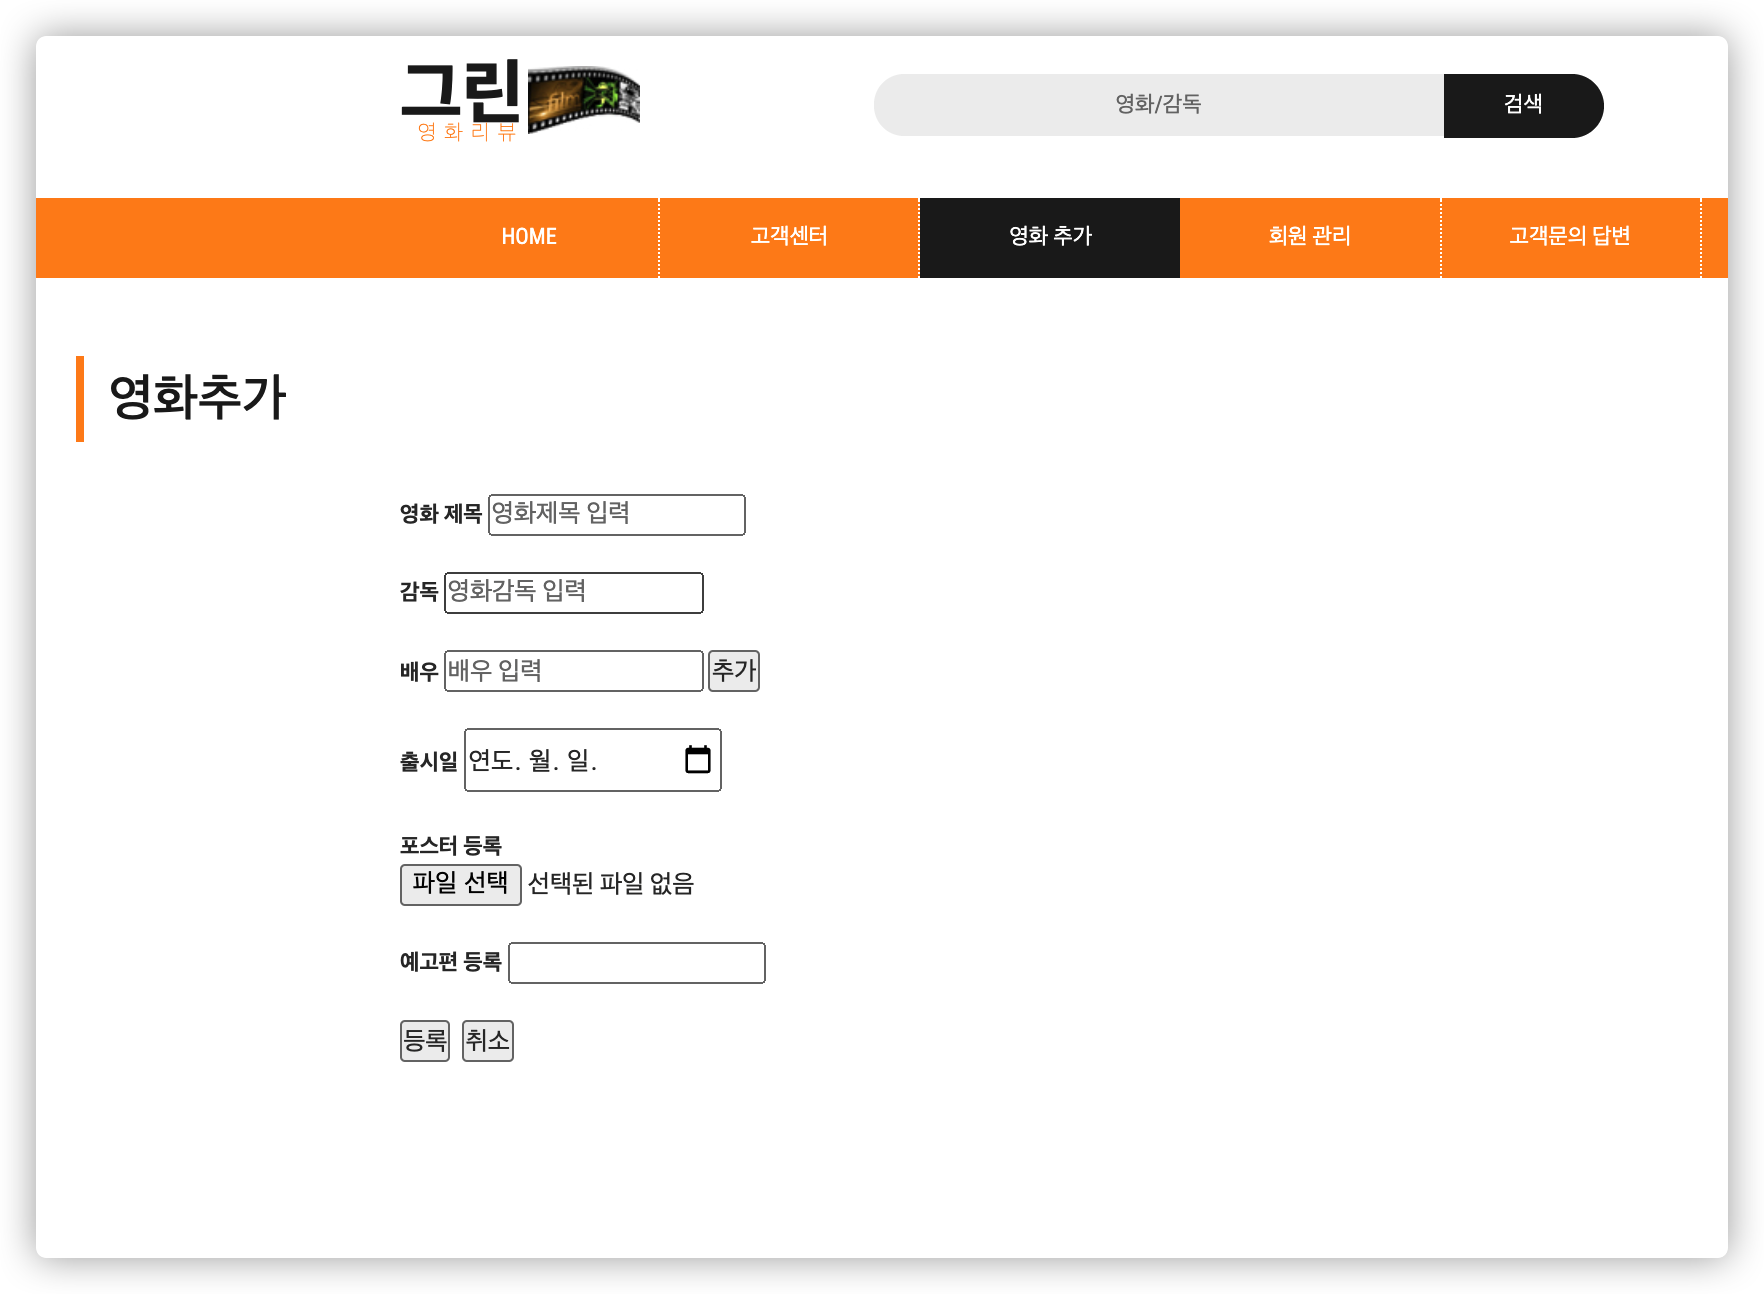 그린
film
영화리뷰
영화/감독 검색
HOME 고객센터 영화 추가 회원 관리 고객문의 답변
영화추가
영화 제목 영화제목 입력
감독 영화감독 입력
배우 배우 입력 추가
출시일 연도. 월. 일.
포스터 등록
파일 선택 선택된 파일 없음
예고편 등록
등록 취소